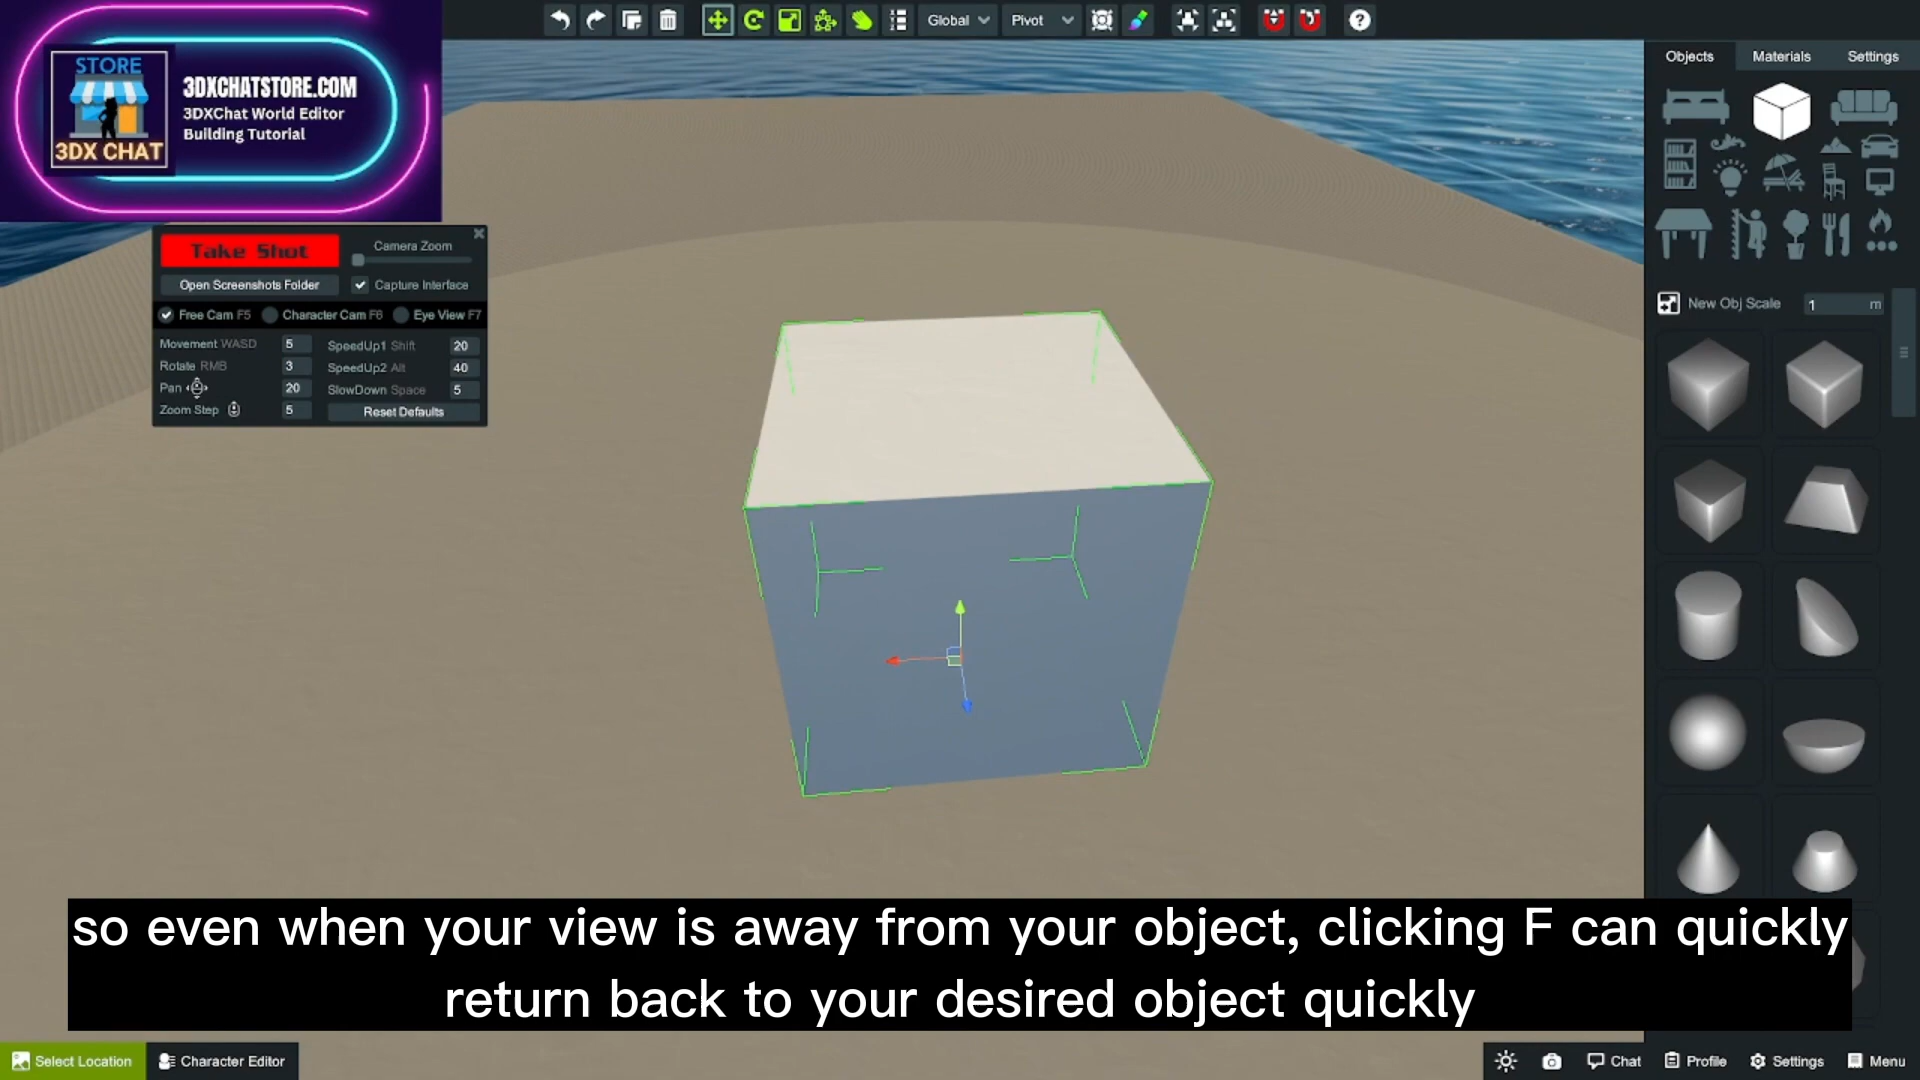 Global
Pivot
STORE
3DX CHAT
3DXCHATSTORE.COM
3DXChat World Editor
Building Tutorial
Objects
Materials
Settings
Take Shot
Camera Zoom
Open Screenshots Folder
Capture Interface
Free Cam F5
Character Cam F6
Eye View F7
Movement WASD 5
SpeedUp1 Shift 20
Rotate RMB 3
SpeedUp2 Alt 40
Pan 20
SlowDown Space 5
Zoom Step 5
Reset Defaults
New Obj Scale 1 m
so even when your view is away from your object, clicking F can quickly
return back to your desired object quickly
Select Location
Character Editor
Chat
Profile
Settings
Menu